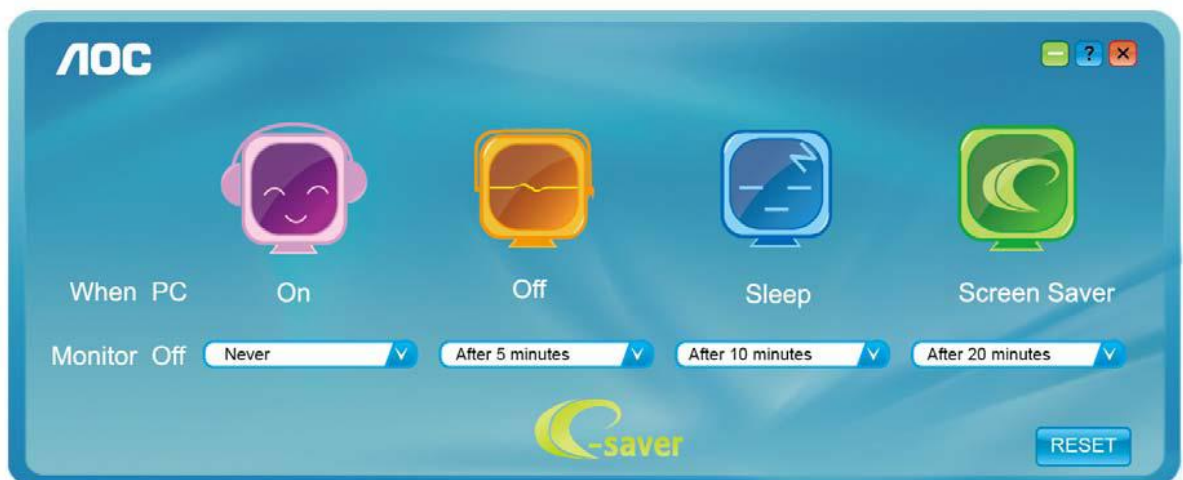 AOC
?
When PC On Off Sleep Screen Saver
Monitor Off Never After 5 minutes After 10 minutes After 20 minutes
e-saver
RESET